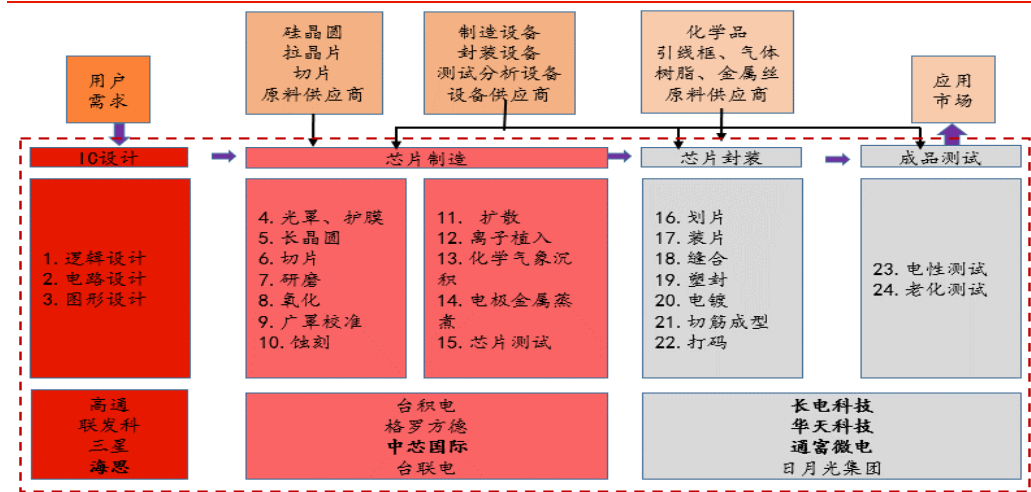 硅晶圆
拉晶片
切片
原料供应商
制造设备
封装设备
测试分析设备
设备供应商
化学品
引线框、气体
树脂、金属丝
原料供应商
用户
需求
应用
市场
IC设计
芯片制造
芯片封装
成品测试
1. 逻辑设计
2. 电路设计
3. 图形设计
4. 光罩、护膜
5. 长晶圆
6. 切片
7. 研磨
8. 氧化
9. 广罩校准
10. 蚀刻
11. 扩散
12. 离子植入
13. 化学气象沉
积
14. 电极金属蒸
煮
15. 芯片测试
16. 划片
17. 装片
18. 缝合
19. 塑封
20. 电镀
21. 切筋成型
22. 打码
23. 电性测试
24. 老化测试
高通
联发科
三星
海思
台积电
格罗方德
中芯国际
台联电
长电科技
华天科技
通富微电
日月光集团